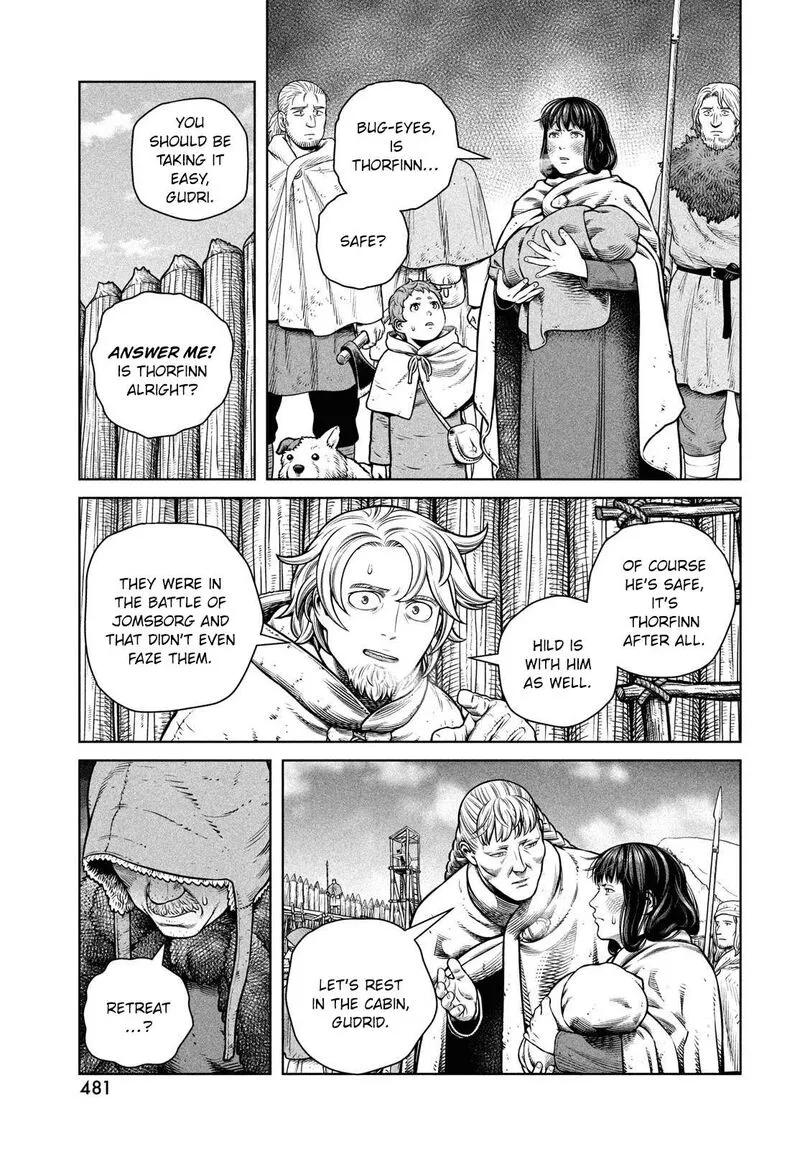 BUG-EYES,
IS
THORFINN...
SAFE?
YOU
SHOULD BE
TAKING IT
EASY,
GUDRI.
ANSWER ME!
IS THORFINN
ALRIGHT?
OF COURSE
HE'S SAFE,
IT'S
THORFINN
AFTER ALL.
HILD IS
WITH HIM
AS WELL.
THEY WERE IN
THE BATTLE OF
JOMSBORG AND
THAT DIDN'T EVEN
FAZE THEM.
LET'S REST
IN THE CABIN,
GUDRID.
RETREAT
...?
481